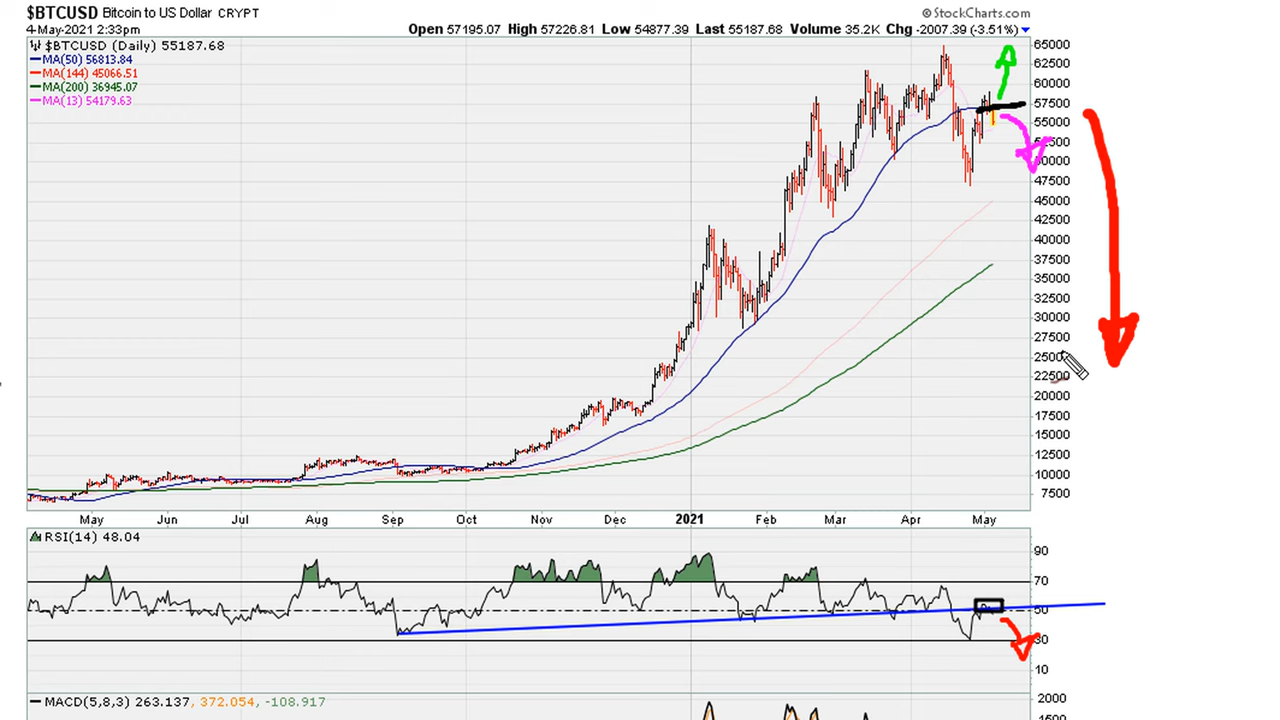 $BTCUSD Bitcoin to US Dollar CRYPT
© StockCharts.com
4-May-2021 2:33pm
Open 57195.07 High 57226.81 Low 54877.39 Last 55187.68 Volume 35.2K Chg -2007.39 (-3.51%)
$BTCUSD (Daily) 55187.68
MA(50) 56813.84
MA(144) 45066.51
MA(200) 36945.07
MA(13) 54179.63
65000
62500
60000
57500
55000
52500
50000
47500
45000
42500
40000
37500
35000
32500
30000
27500
25000
22500
20000
17500
15000
12500
10000
7500
May Jun Jul Aug Sep Oct Nov Dec 2021 Feb Mar Apr May
RSI(14) 48.04
90
70
50
30
10
MACD(5,8,3) 263.137, 372.054, -108.917
2000
1500